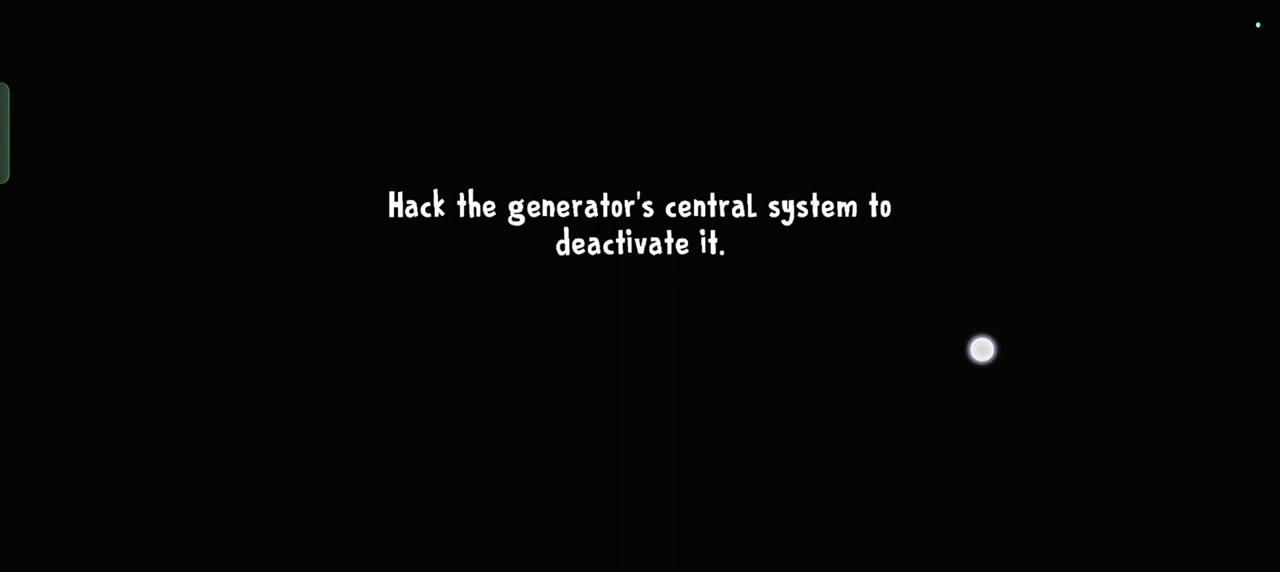 Hack the generator's central system to
deactivate it.